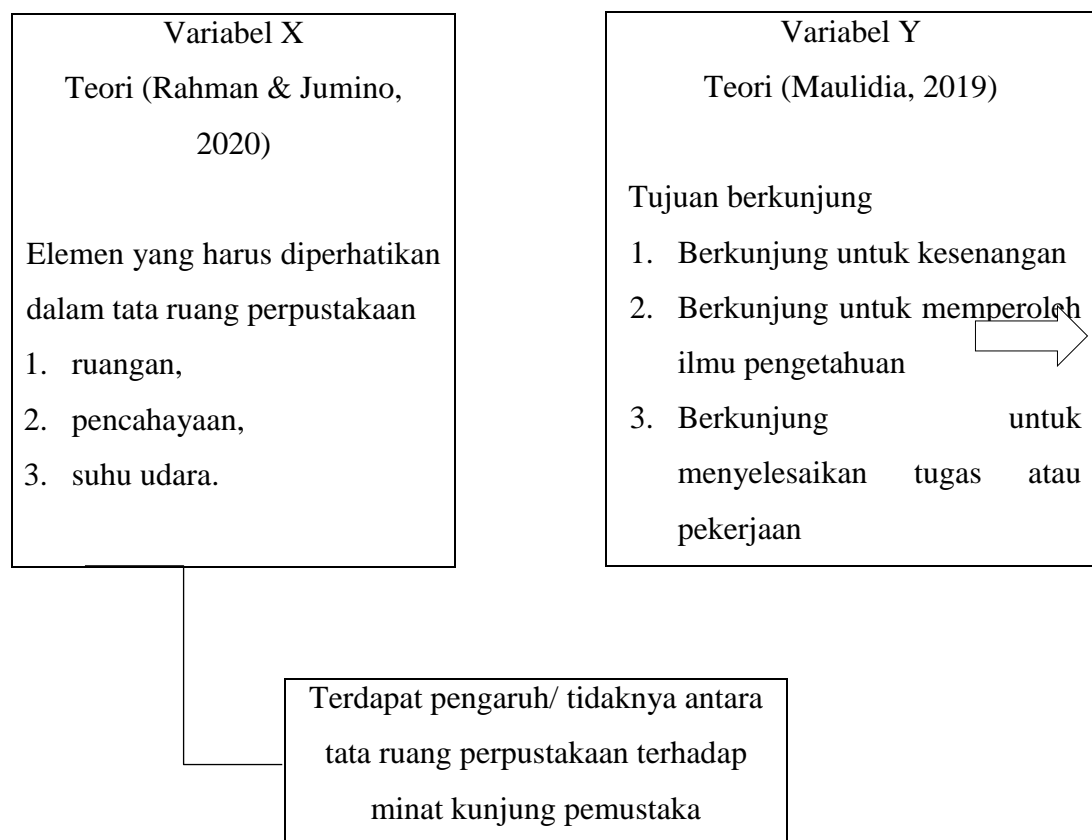 Variabel X
Teori (Rahman & Jumino,
2020)
Elemen yang harus diperhatikan
dalam tata ruang perpustakaan
1. ruangan,
2. pencahayaan,
3. suhu udara.
Variabel Y
Teori (Maulidia, 2019)
Tujuan berkunjung
1. Berkunjung untuk kesenangan
2. Berkunjung untuk memperoleh
ilmu pengetahuan
3. Berkunjung untuk
menyelesaikan tugas atau
pekerjaan
Terdapat pengaruh/ tidaknya antara
tata ruang perpustakaan terhadap
minat kunjung pemustaka